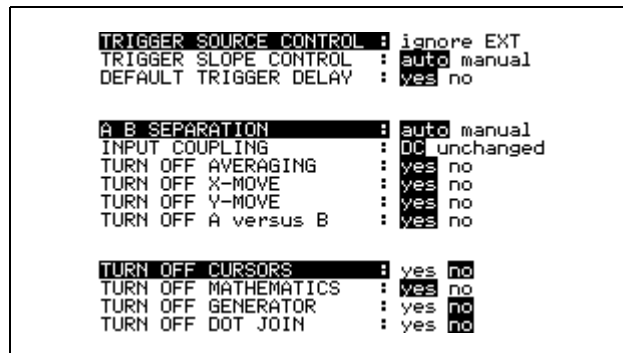 TRIGGER SOURCE CONTROL : ignore EXT
TRIGGER SLOPE CONTROL : auto manual
DEFAULT TRIGGER DELAY : yes no
A B SEPARATION : auto manual
INPUT COUPLING : DC unchanged
TURN OFF AVERAGING : yes no
TURN OFF X-MOVE : yes no
TURN OFF Y-MOVE : yes no
TURN OFF A versus B : yes no
TURN OFF CURSORS : yes no
TURN OFF MATHEMATICS : yes no
TURN OFF GENERATOR : yes no
TURN OFF DOT JOIN : yes no